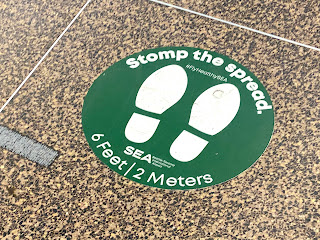 Stomp the spread.
#FlyHealthySEA
SEA
6 Feet | 2 Meters